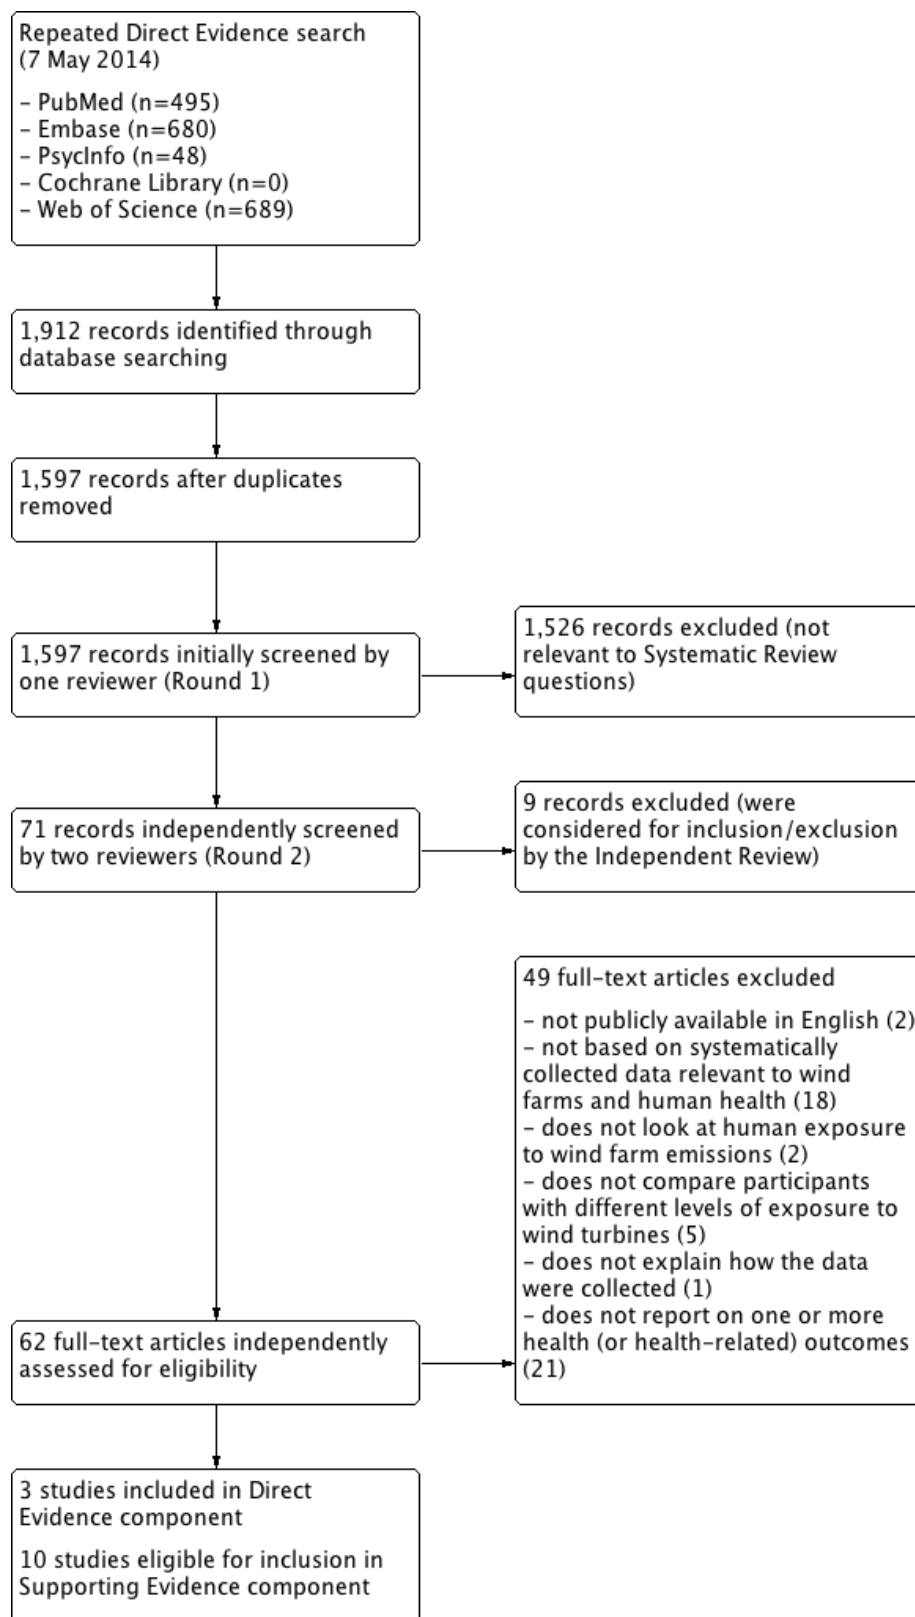 Repeated Direct Evidence search
(7 May 2014)
– PubMed (n=495)
– Embase (n=680)
– PsycInfo (n=48)
– Cochrane Library (n=0)
– Web of Science (n=689)
1,912 records identified through
database searching
1,597 records after duplicates
removed
1,597 records initially screened by
one reviewer (Round 1)
1,526 records excluded (not
relevant to Systematic Review
questions)
71 records independently screened
by two reviewers (Round 2)
9 records excluded (were
considered for inclusion/exclusion
by the Independent Review)
49 full–text articles excluded
– not publicly available in English (2)
– not based on systematically
collected data relevant to wind
farms and human health (18)
– does not look at human exposure
to wind farm emissions (2)
– does not compare participants
with different levels of exposure to
wind turbines (5)
– does not explain how the data
were collected (1)
– does not report on one or more
health (or health–related) outcomes
(21)
62 full–text articles independently
assessed for eligibility
3 studies included in Direct
Evidence component
10 studies eligible for inclusion in
Supporting Evidence component